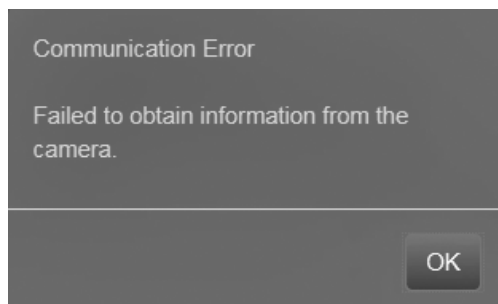 Communication Error
Failed to obtain information from the
camera.
OK